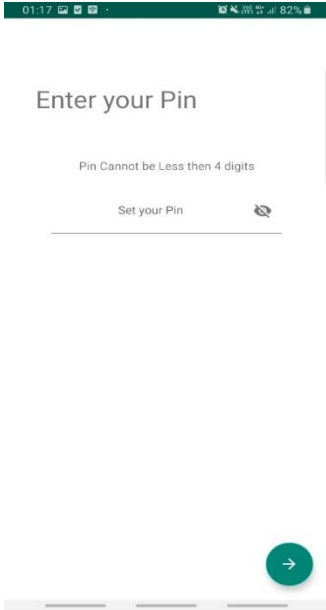 01:17
82%
Enter your Pin
Pin Cannot be Less then 4 digits
Set your Pin